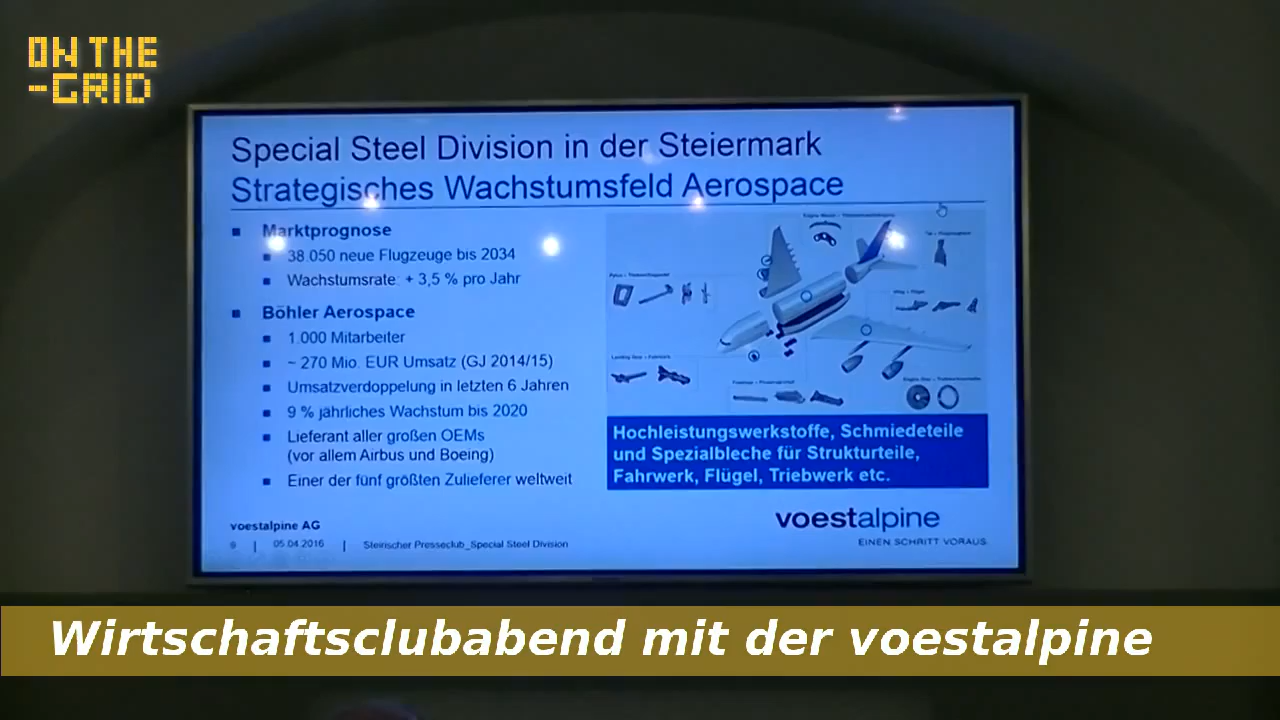 ON THE
-GRID
Special Steel Division in der Steiermark
Strategisches Wachstumsfeld Aerospace
Marktprognose
38.050 neue Flugzeuge bis 2034
Wachstumsrate: + 3,5 % pro Jahr
Böhler Aerospace
1.000 Mitarbeiter
~ 270 Mio. EUR Umsatz (GJ 2014/15)
Umsatzverdoppelung in letzten 6 Jahren
9 % jährliches Wachstum bis 2020
Lieferant aller großen OEMs
(vor allem Airbus und Boeing)
Einer der fünf größten Zulieferer weltweit
Hochleistungswerkstoffe, Schmiedeteile
und Spezialbleche für Strukturteile,
Fahrwerk, Flügel, Triebwerk etc.
voestalpine AG
9 | 05.04.2016 | Steirischer Presseclub_Special Steel Division
voestalpine
EINEN SCHRITT VORAUS.
Wirtschaftsclubabend mit der voestalpine